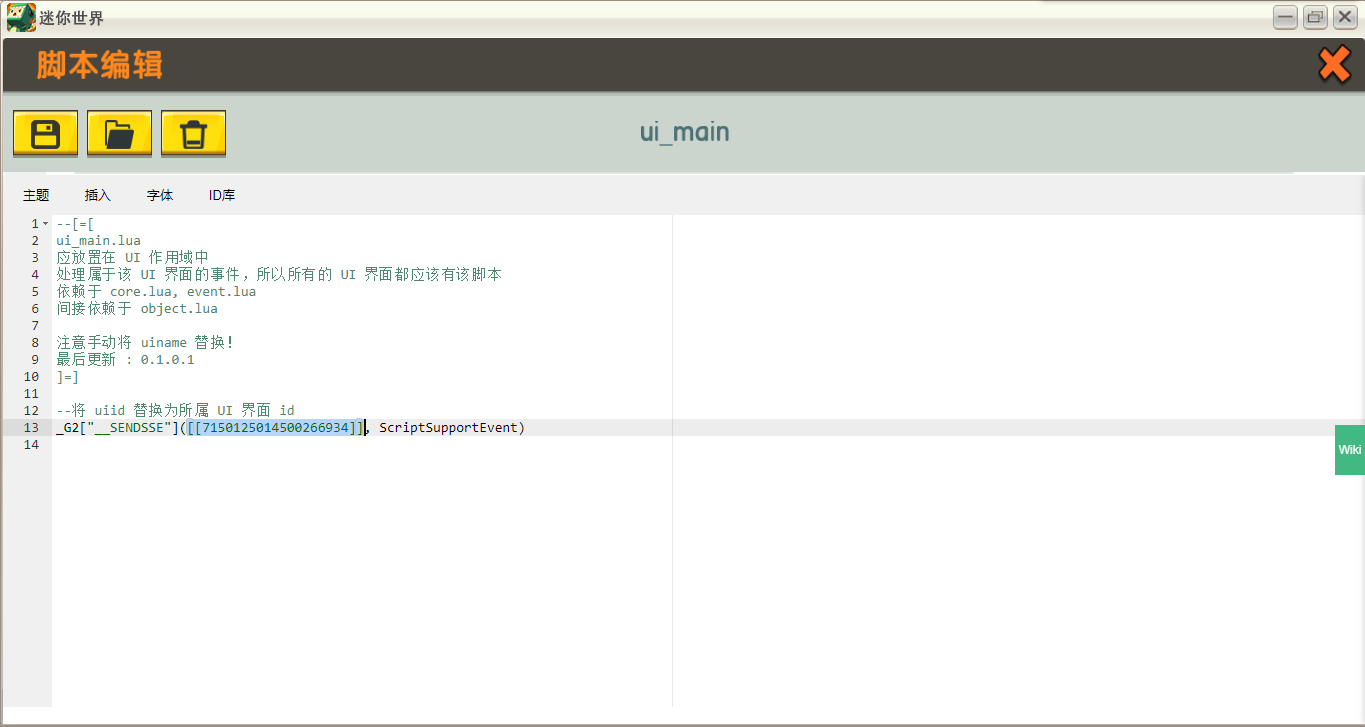 迷你世界
脚本编辑
ui_main
主题 插入 字体 ID库
1 --[=[
2 ui_main.lua
3 应放置在 UI 作用域中
4 处理属于该 UI 界面的事件，所以所有的 UI 界面都应该有该脚本
5 依赖于 core.lua, event.lua
6 间接依赖于 object.lua
7
8 注意手动将 uiname 替换！
9 最后更新 : 0.1.0.1
10 ]=]
11
12 --将 uiid 替换为所属 UI 界面 id
13 _G2["__SENDSSE"]([[7150125014500266934]], ScriptSupportEvent)
14
Wiki